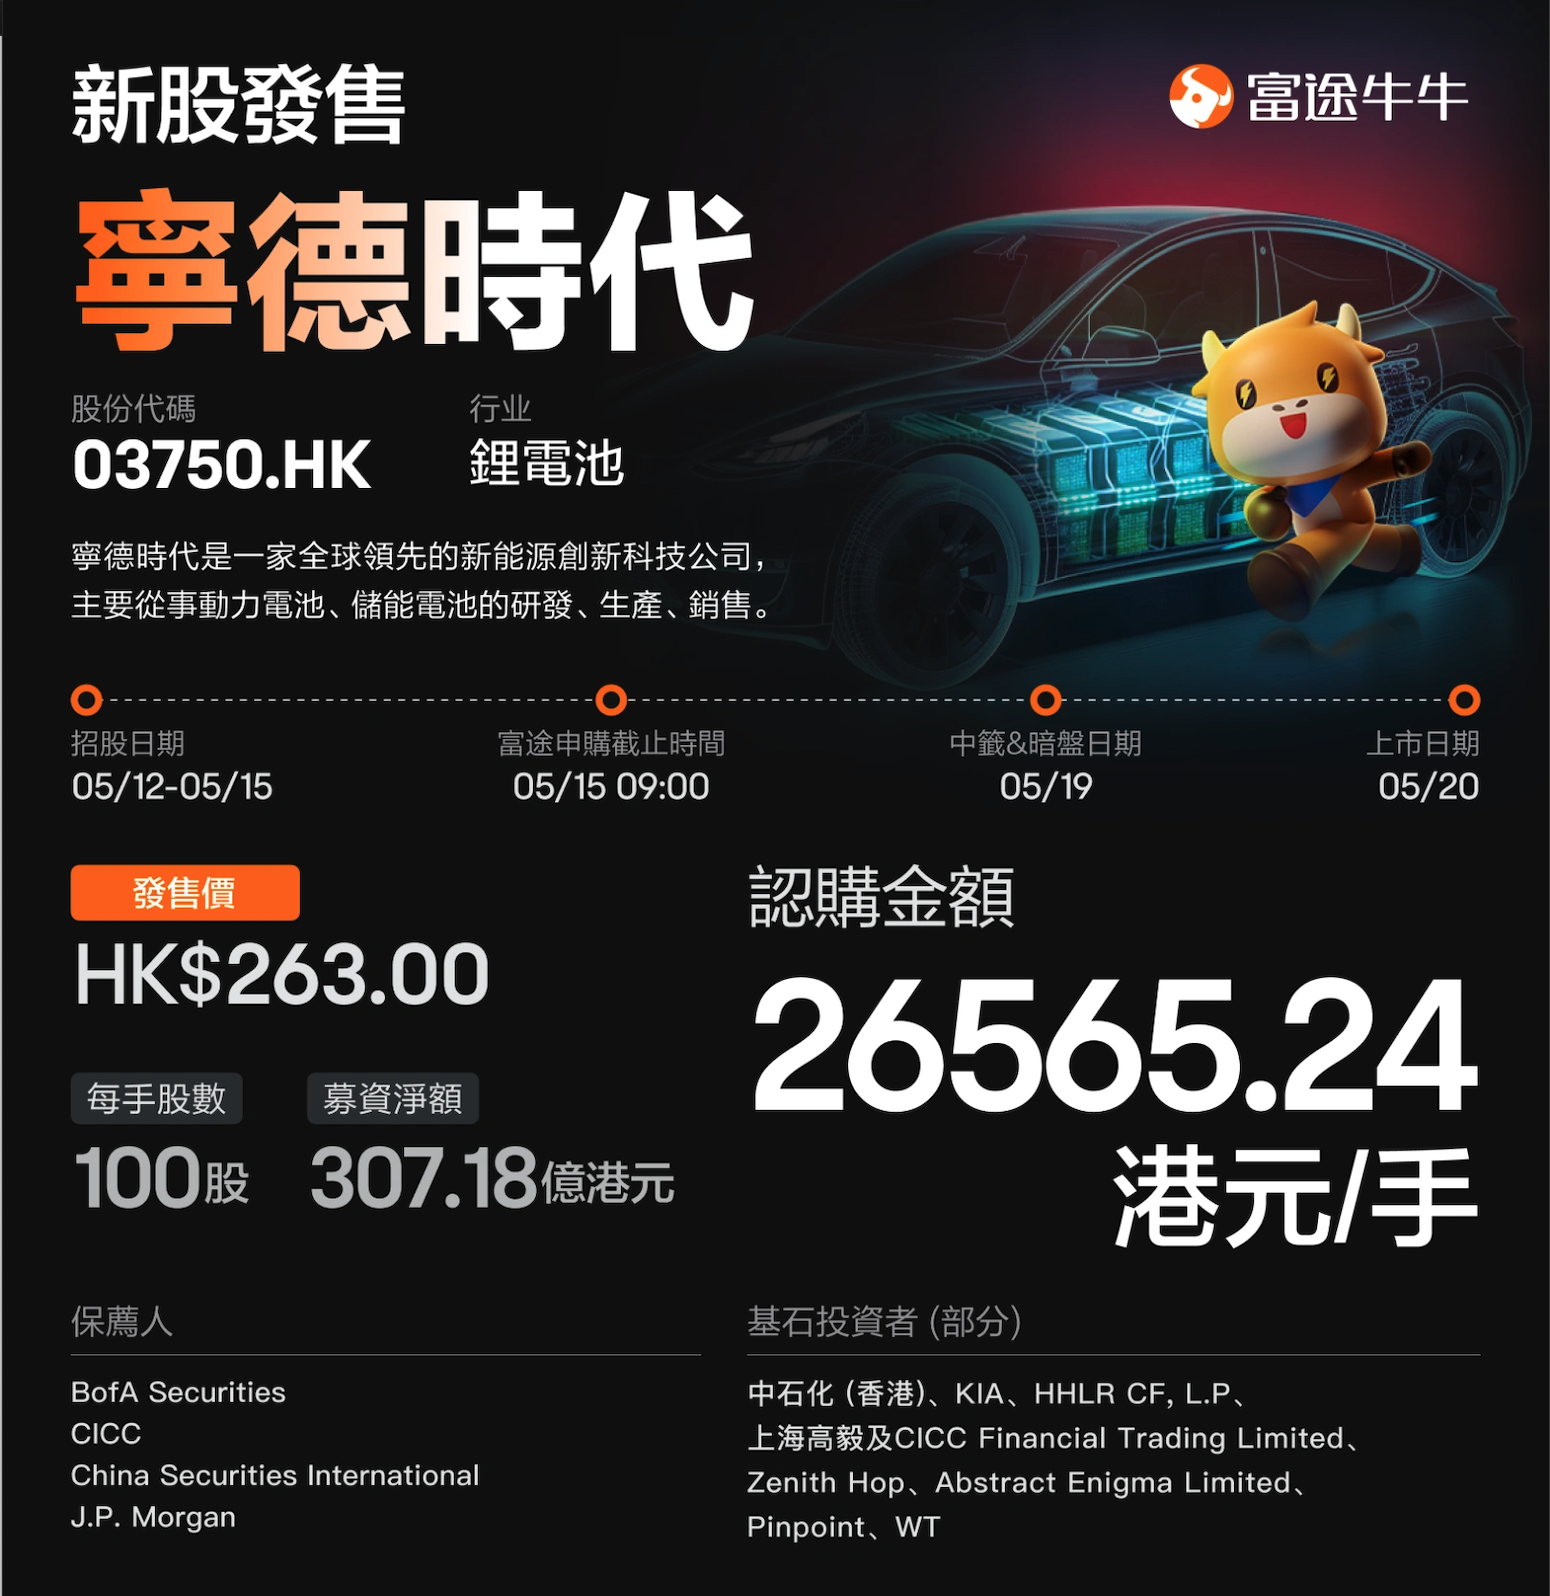 新股發售
富途牛牛
寧德時代
股份代碼
03750.HK
行业
鋰電池
寧德時代是一家全球領先的新能源創新科技公司，
主要從事動力電池、儲能電池的研發、生產、銷售。
招股日期
05/12-05/15
富途申購截止時間
05/15 09:00
中籤&暗盤日期
05/19
上市日期
05/20
發售價
HK$263.00
每手股數
100股
募資淨額
307.18億港元
認購金額
26565.24
港元/手
保薦人
BofA Securities
CICC
China Securities International
J.P. Morgan
基石投資者 (部分)
中石化 (香港)、KIA、HHLR CF, L.P、
上海高毅及CICC Financial Trading Limited、
Zenith Hop、Abstract Enigma Limited、
Pinpoint、WT